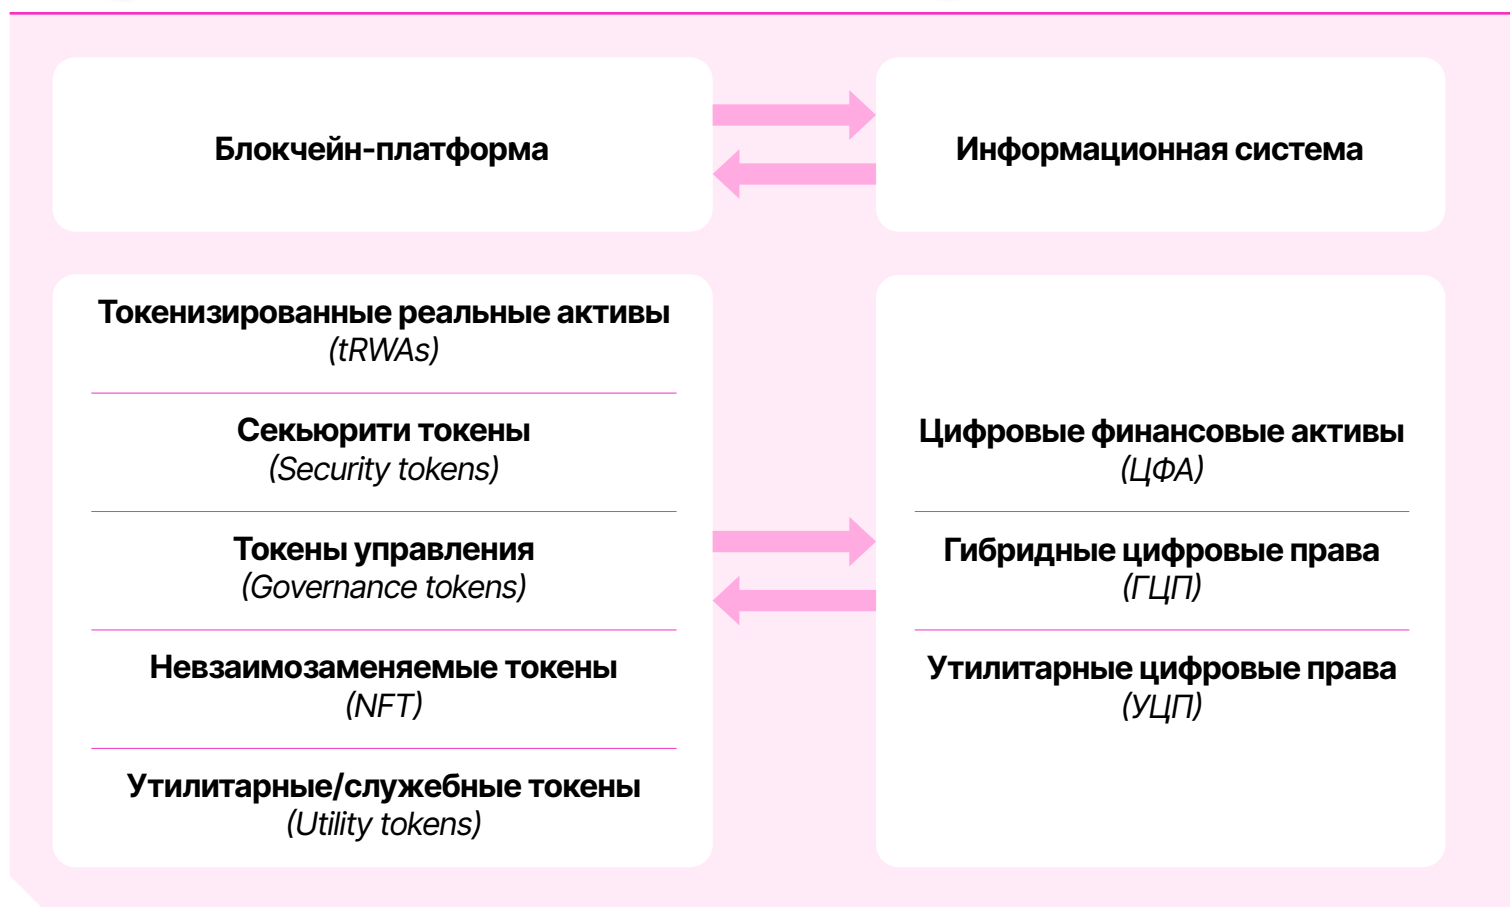 Блокчейн-платформа
Информационная система
Токенизированные реальные активы
(tRWAs)
Секьюрити токены
(Security tokens)
Токены управления
(Governance tokens)
Невзаимозаменяемые токены
(NFT)
Утилитарные/служебные токены
(Utility tokens)
Цифровые финансовые активы
(ЦФА)
Гибридные цифровые права
(ГЦП)
Утилитарные цифровые права
(УЦП)